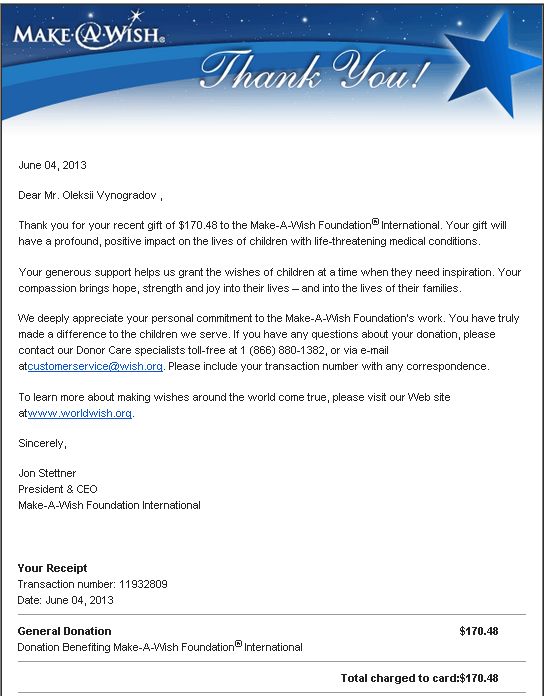 MAKE-A-WISH®
Thank You!
June 04, 2013
Dear Mr. Oleksii Vynogradov ,
Thank you for your recent gift of $170.48 to the Make-A-Wish Foundation® International. Your gift will
have a profound, positive impact on the lives of children with life-threatening medical conditions.
Your generous support helps us grant the wishes of children at a time when they need inspiration. Your
compassion brings hope, strength and joy into their lives – and into the lives of their families.
We deeply appreciate your personal commitment to the Make-A-Wish Foundation's work. You have truly
made a difference to the children we serve. If you have any questions about your donation, please
contact our Donor Care specialists toll-free at 1 (866) 880-1382, or via e-mail
atcustomerservice@wish.org. Please include your transaction number with any correspondence.
To learn more about making wishes around the world come true, please visit our Web site
atwww.worldwish.org.
Sincerely,
Jon Stettner
President & CEO
Make-A-Wish Foundation International
Your Receipt
Transaction number: 11932809
Date: June 04, 2013
General Donation $170.48
Donation Benefiting Make-A-Wish Foundation® International
Total charged to card:$170.48